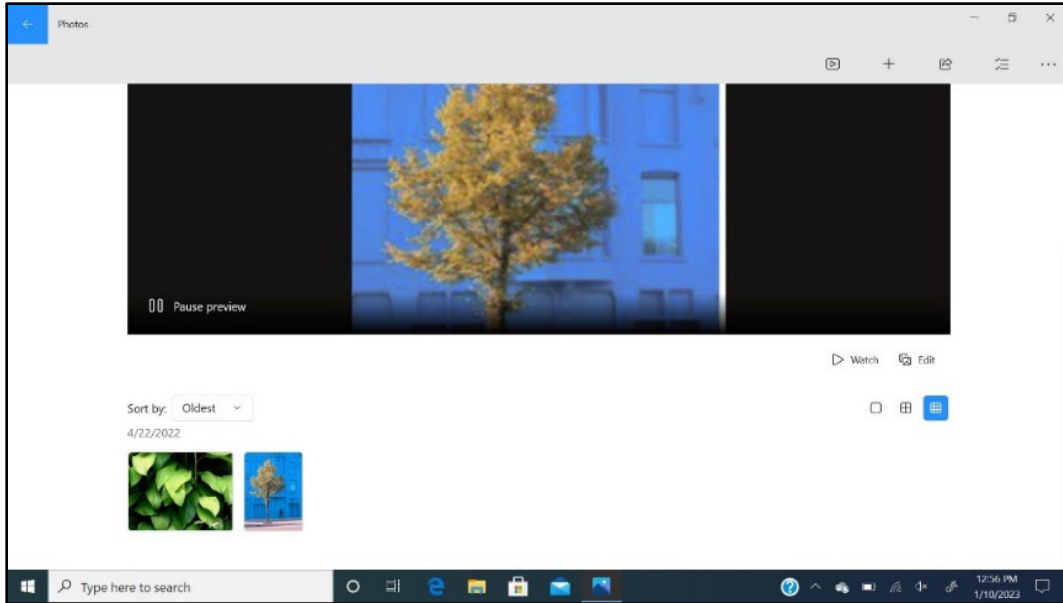 Photos
Pause preview
Watch Edit
Sort by: Oldest
4/22/2022
Type here to search
12:56 PM
1/10/2023